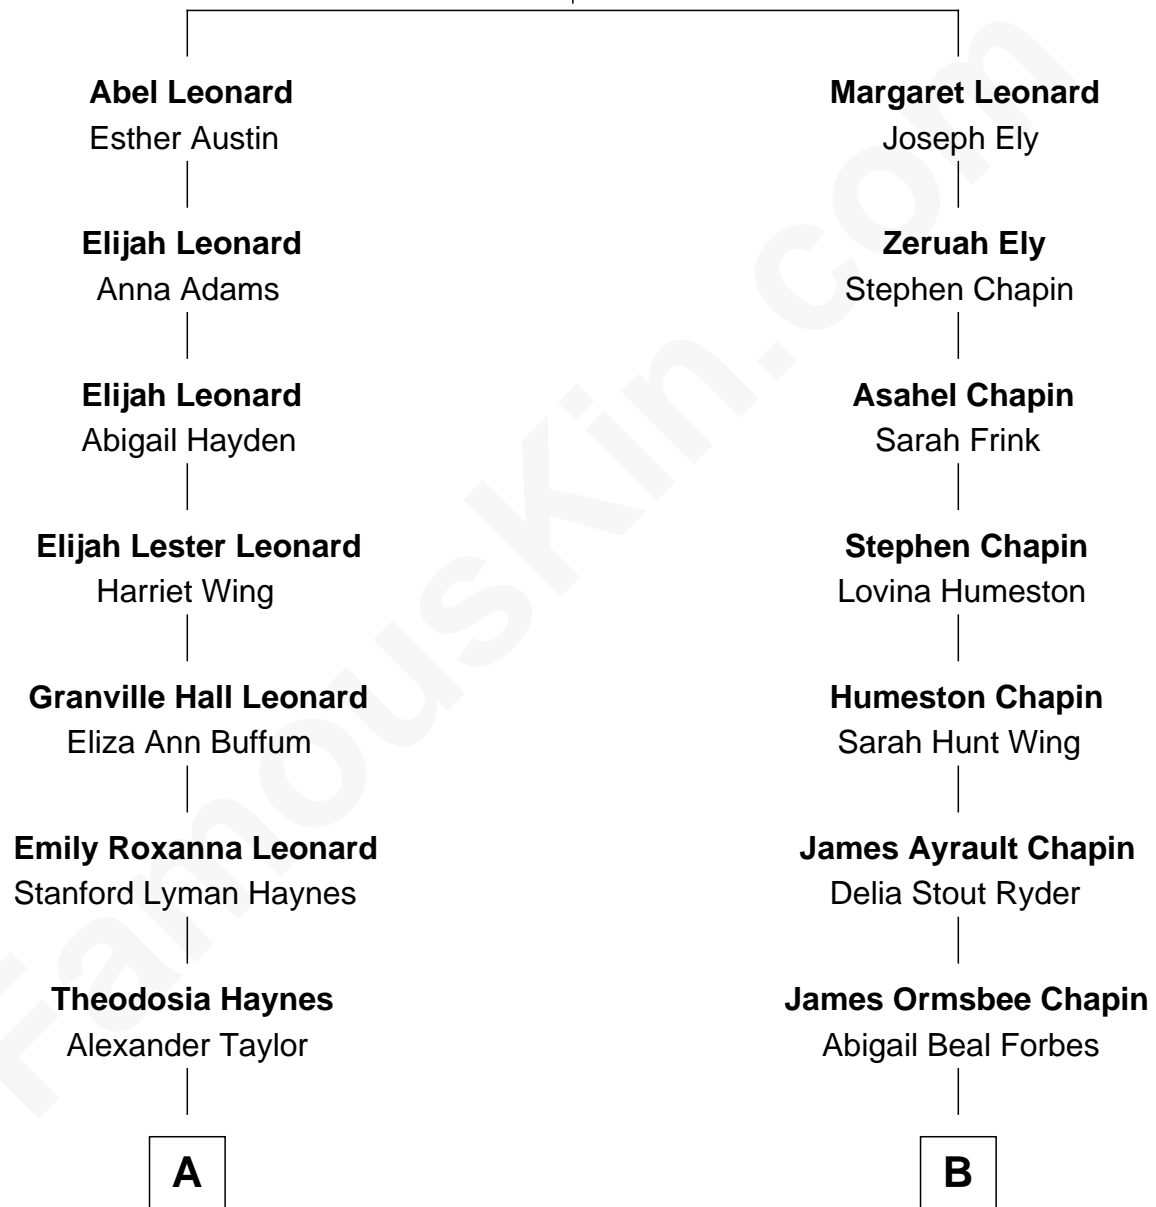 Abel Leonard
Esther Austin
Elijah Leonard
Anna Adams
Elijah Leonard
Abigail Hayden
Elijah Lester Leonard
Harriet Wing
Granville Hall Leonard
Eliza Ann Buffum
Emily Roxanna Leonard
Stanford Lyman Haynes
Theodosia Haynes
Alexander Taylor
A
Margaret Leonard
Joseph Ely
Zeruah Ely
Stephen Chapin
Asahel Chapin
Sarah Frink
Stephen Chapin
Lovina Humeston
Humeston Chapin
Sarah Hunt Wing
James Ayrault Chapin
Delia Stout Ryder
James Ormsbee Chapin
Abigail Beal Forbes
B
FamousKin.com